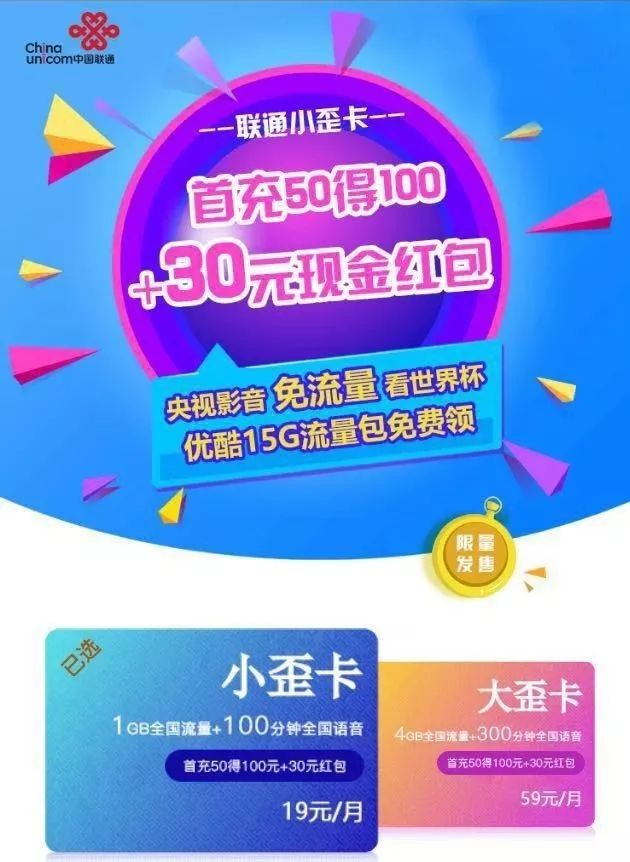 China
unicom中国联通
--联通小歪卡--
首充50得100
+30元现金红包
央视影音 免流量 看世界杯
优酷15G流量包免费领
限量
发售
已选
小歪卡
1GB全国流量+100分钟全国语音
首充50得100元+30元红包
19元/月
大歪卡
4GB全国流量+300分钟全国语音
首充50得100元+30元红包
59元/月